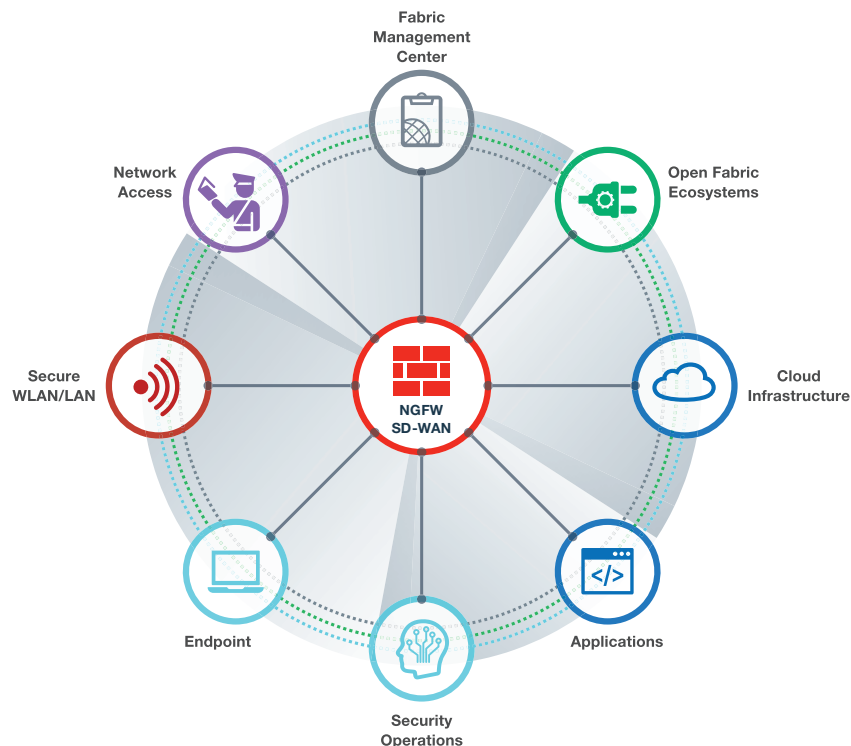 Fabric
Management
Center
Network
Access
Open Fabric
Ecosystems
Secure
WLAN/LAN
NGFW
SD-WAN
Cloud
Infrastructure
</>
Endpoint
Applications
Security
Operations